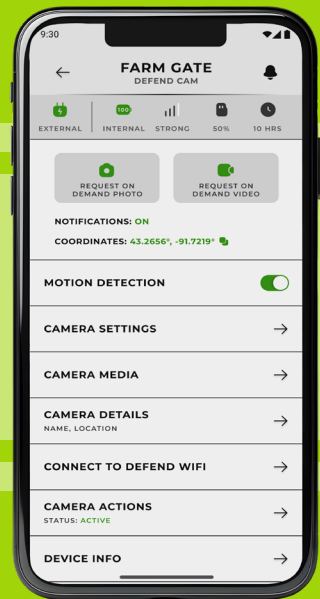 9:30
FARM GATE
DEFEND CAM
100
EXTERNAL INTERNAL STRONG 50% 10 HRS
REQUEST ON REQUEST ON
DEMAND PHOTO DEMAND VIDEO
NOTIFICATIONS: ON
COORDINATES: 43.2656°, -91.7219°
MOTION DETECTION
CAMERA SETTINGS
CAMERA MEDIA
CAMERA DETAILS
NAME, LOCATION
CONNECT TO DEFEND WIFI
CAMERA ACTIONS
STATUS: ACTIVE
DEVICE INFO